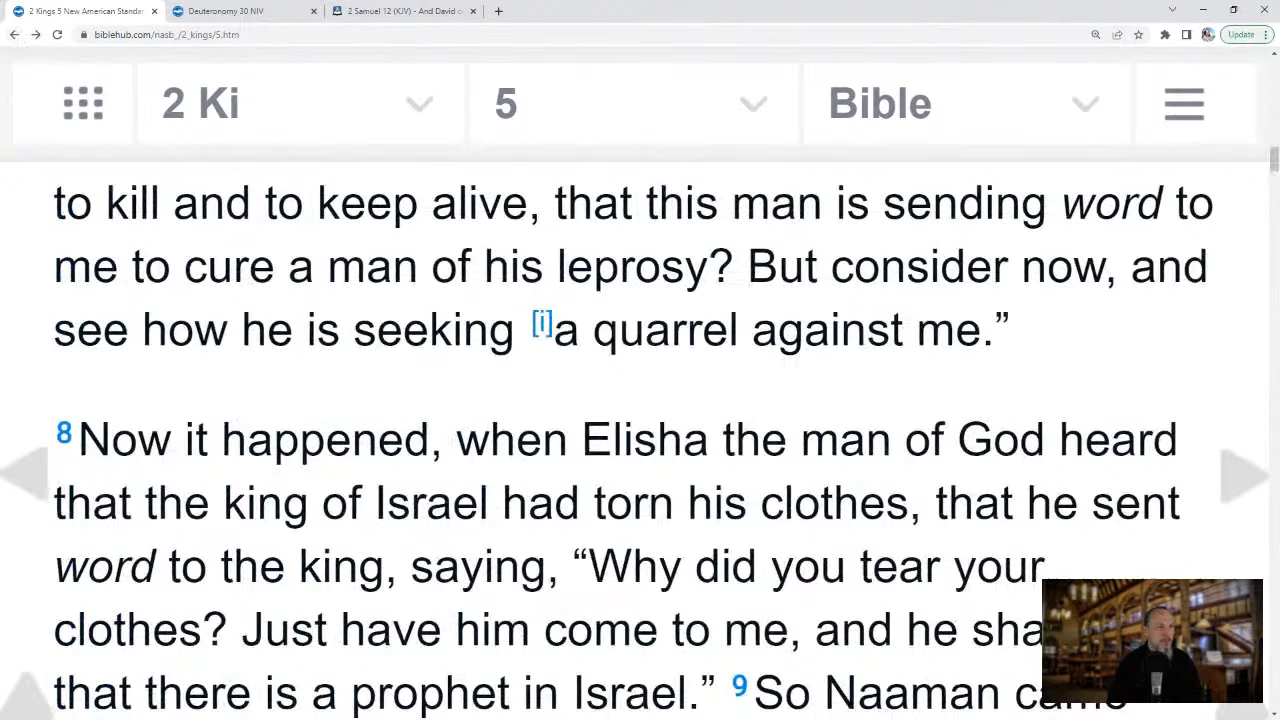 2 Kings 5 New American Standa
Deuteronomy 30 NIV
2 Samuel 12 (KJV) - And David c
biblehub.com/nasb_/2_kings/5.htm
Update
2 Ki
5
Bible
to kill and to keep alive, that this man is sending word to
me to cure a man of his leprosy? But consider now, and
see how he is seeking [i]a quarrel against me.”
8 Now it happened, when Elisha the man of God heard
that the king of Israel had torn his clothes, that he sent
word to the king, saying, “Why did you tear your
clothes? Just have him come to me, and he sha
that there is a prophet in Israel.” 9 So Naaman came